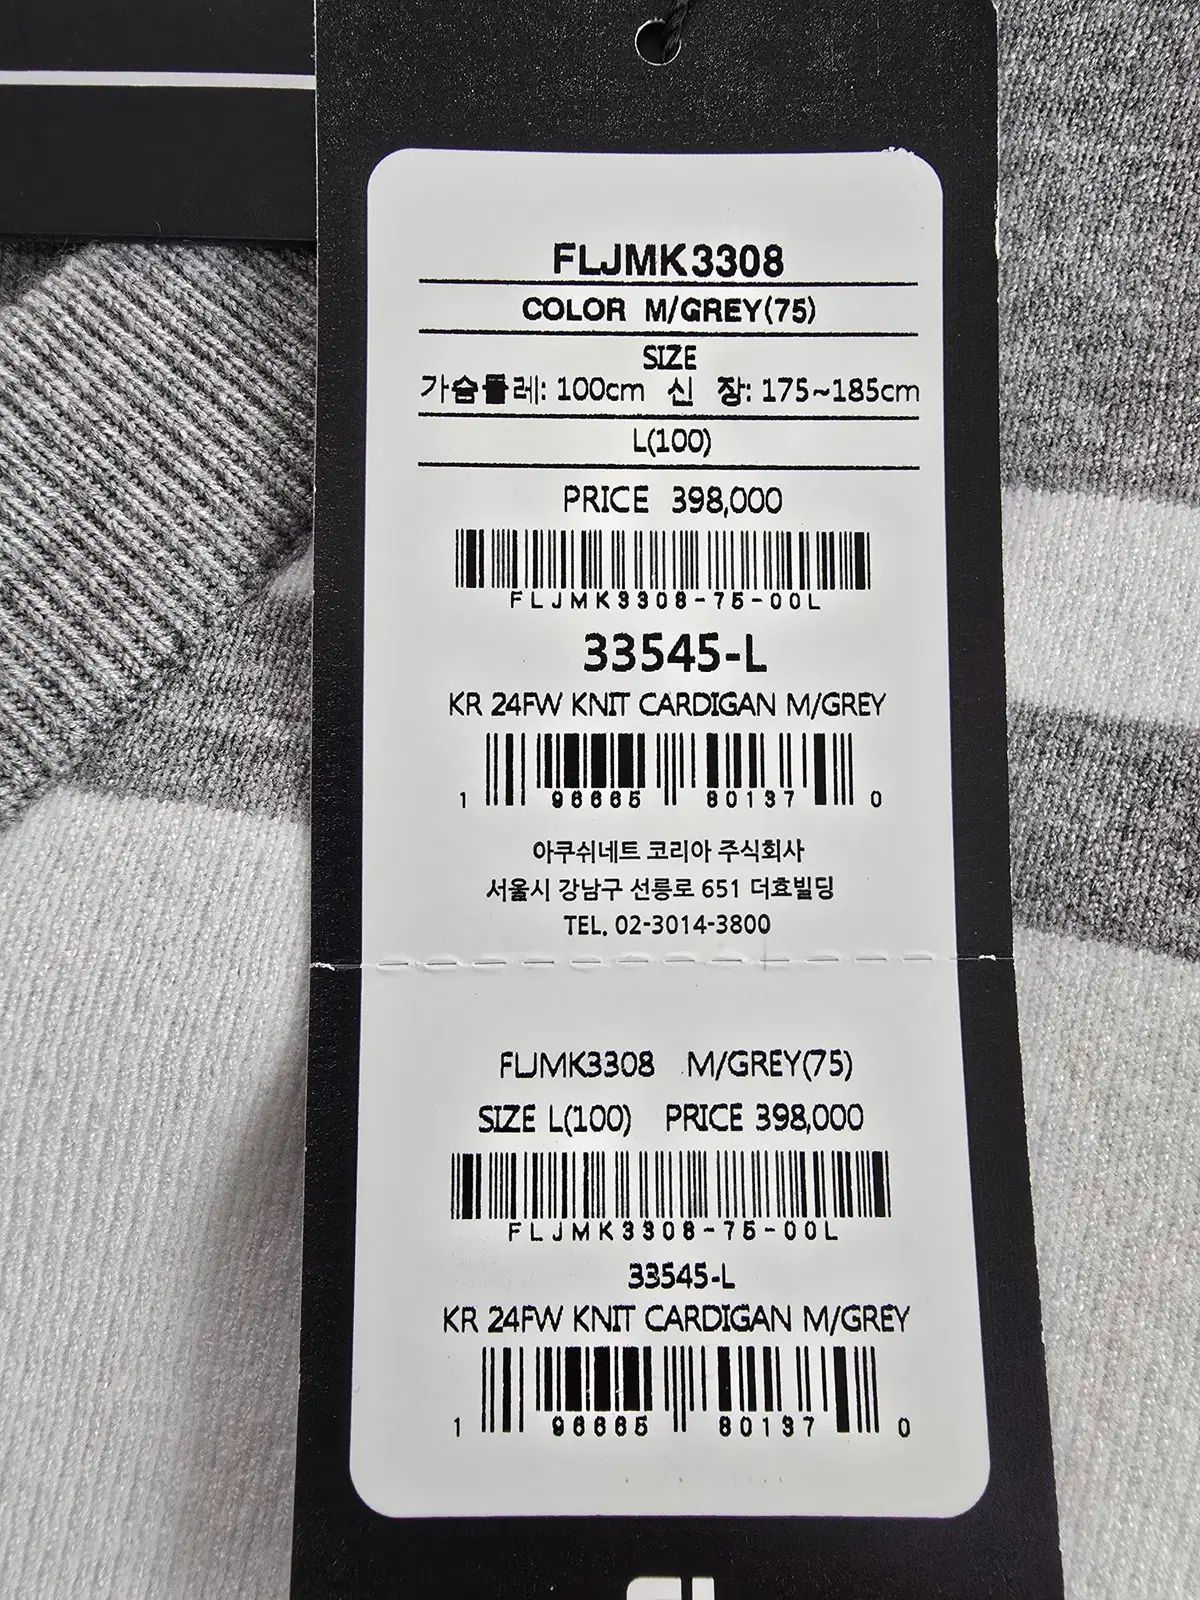 FLJMK3308
COLOR M/GREY(75)
SIZE
가슴둘레: 100cm 신 장: 175~185cm
L(100)
PRICE 398,000
FLJMK3308-75-00L
33545-L
KR 24FW KNIT CARDIGAN M/GREY
1 96665 80137 0
아쿠쉬네트 코리아 주식회사
서울시 강남구 선릉로 651 더효빌딩
TEL. 02-3014-3800
FLJMK3308 M/GREY(75)
SIZE L(100) PRICE 398,000
FLJMK3308-75-00L
33545-L
KR 24FW KNIT CARDIGAN M/GREY
1 96665 80137 0